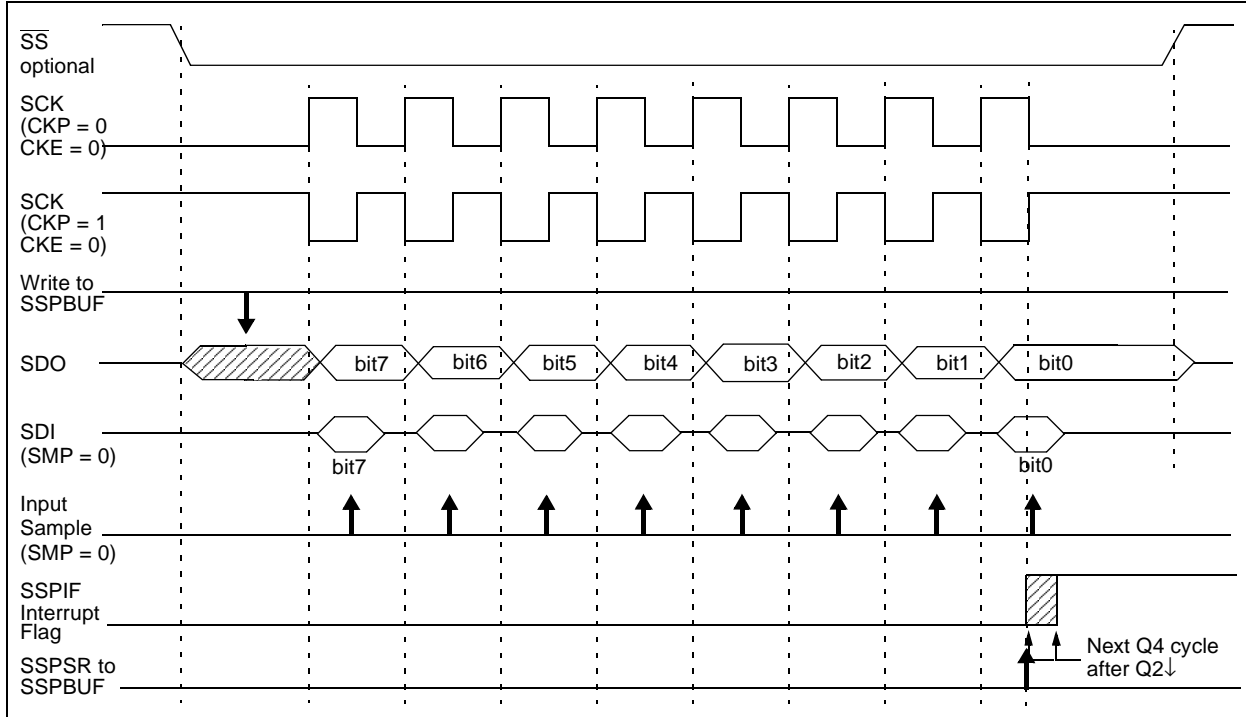 SS
optional
SCK
(CKP = 0
CKE = 0)
SCK
(CKP = 1
CKE = 0)
Write to
SSPBUF
SDO
bit7 bit6 bit5 bit4 bit3 bit2 bit1 bit0
SDI
(SMP = 0)
bit7 bit0
Input
Sample
(SMP = 0)
SSPIF
Interrupt
Flag
Next Q4 cycle
after Q2↓
SSPSR to
SSPBUF